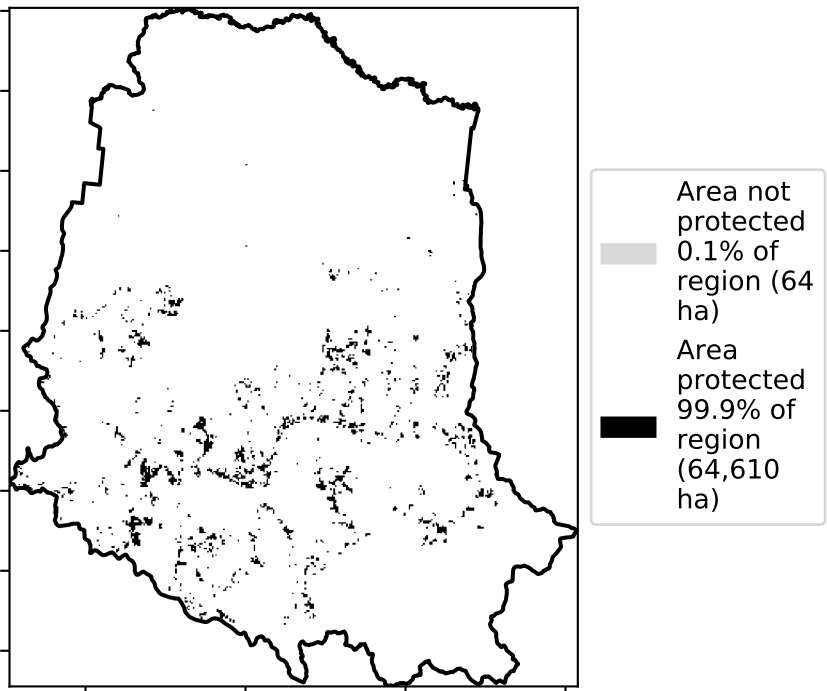 Area not
protected
0.1% of
region (64
ha)
Area
protected
99.9% of
region
(64,610
ha)